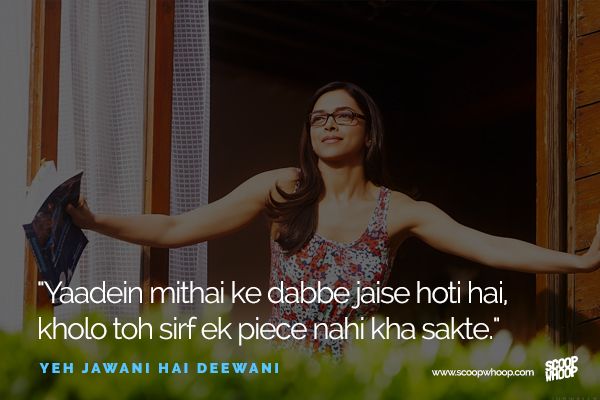 "Yaadein mithai ke dabbe jaise hoti hai,
kholo toh sirf ek piece nahi kha sakte."
YEH JAWANI HAI DEEWANI
www.scoopwhoop.com
SCOOP
WHOOP